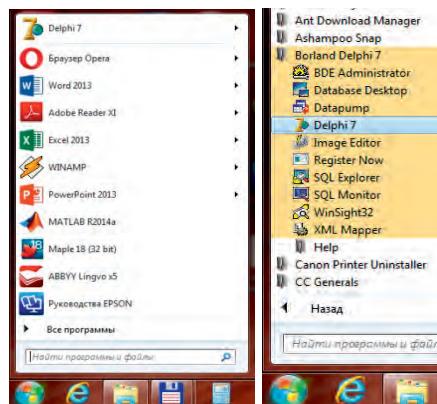 Delphi 7
Браузер Opera
Word 2013
Adobe Reader XI
Excel 2013
WINAMP
PowerPoint 2013
MATLAB R2014a
Maple 18 (32 bit)
ABBYY Lingvo x5
Руководства EPSON
Все программы
Найти программы и файлы
Ant Download Manager
Ashampoo Snap
Borland Delphi 7
BDE Administrator
Database Desktop
Datapump
Delphi 7
Image Editor
Register Now
SQL Explorer
SQL Monitor
WinSight32
XML Mapper
Help
Canon Printer Uninstaller
CC Generals
Назад
Найти программы и файл